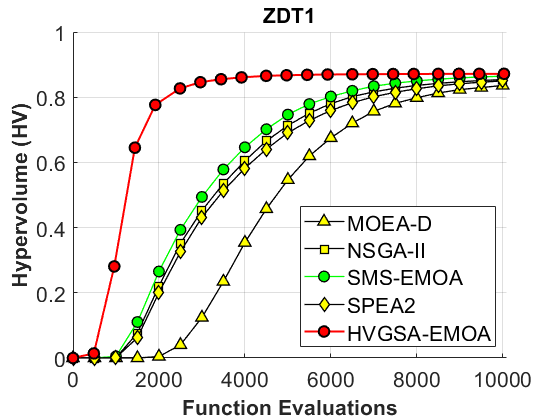 ZDT1
Hypervolume (HV)
1
0.8
0.6
0.4
0.2
0
0
2000
4000
6000
8000
10000
Function Evaluations
MOEA-D
NSGA-II
SMS-EMOA
SPEA2
HVGSA-EMOA